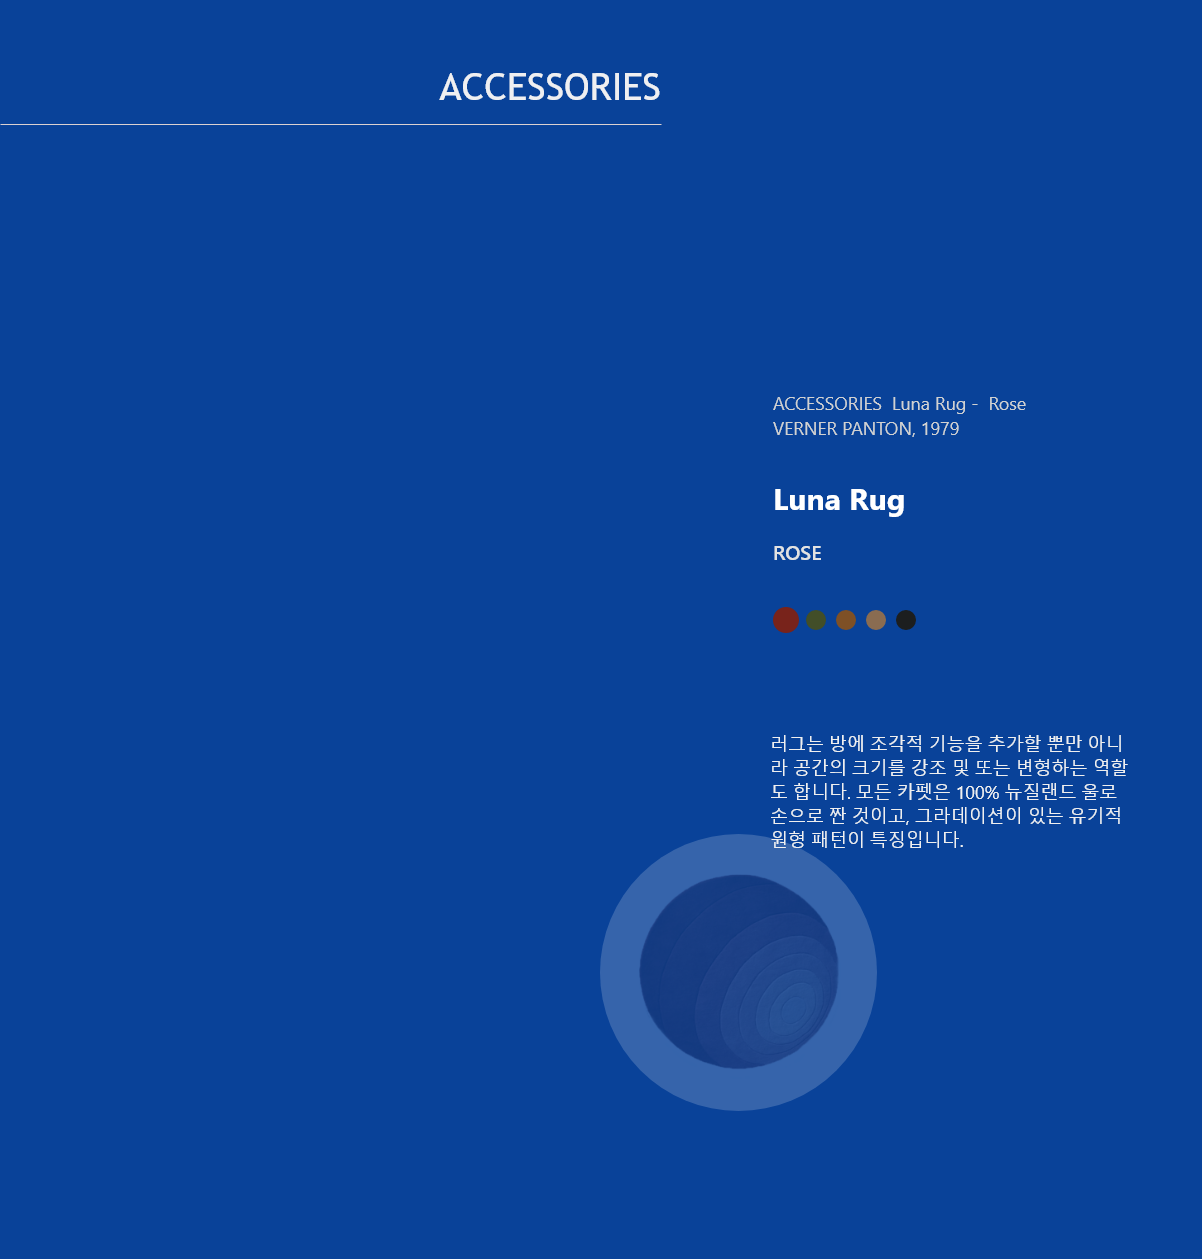 ACCESSORIES
ACCESSORIES Luna Rug - Rose
VERNER PANTON, 1979
Luna Rug
ROSE
러그는 방에 조각적 기능을 추가할 뿐만 아니
라 공간의 크기를 강조 및 또는 변형하는 역할
도 합니다. 모든 카펫은 100% 뉴질랜드 울로
손으로 짠 것이고, 그라데이션이 있는 유기적
원형 패턴이 특징입니다.